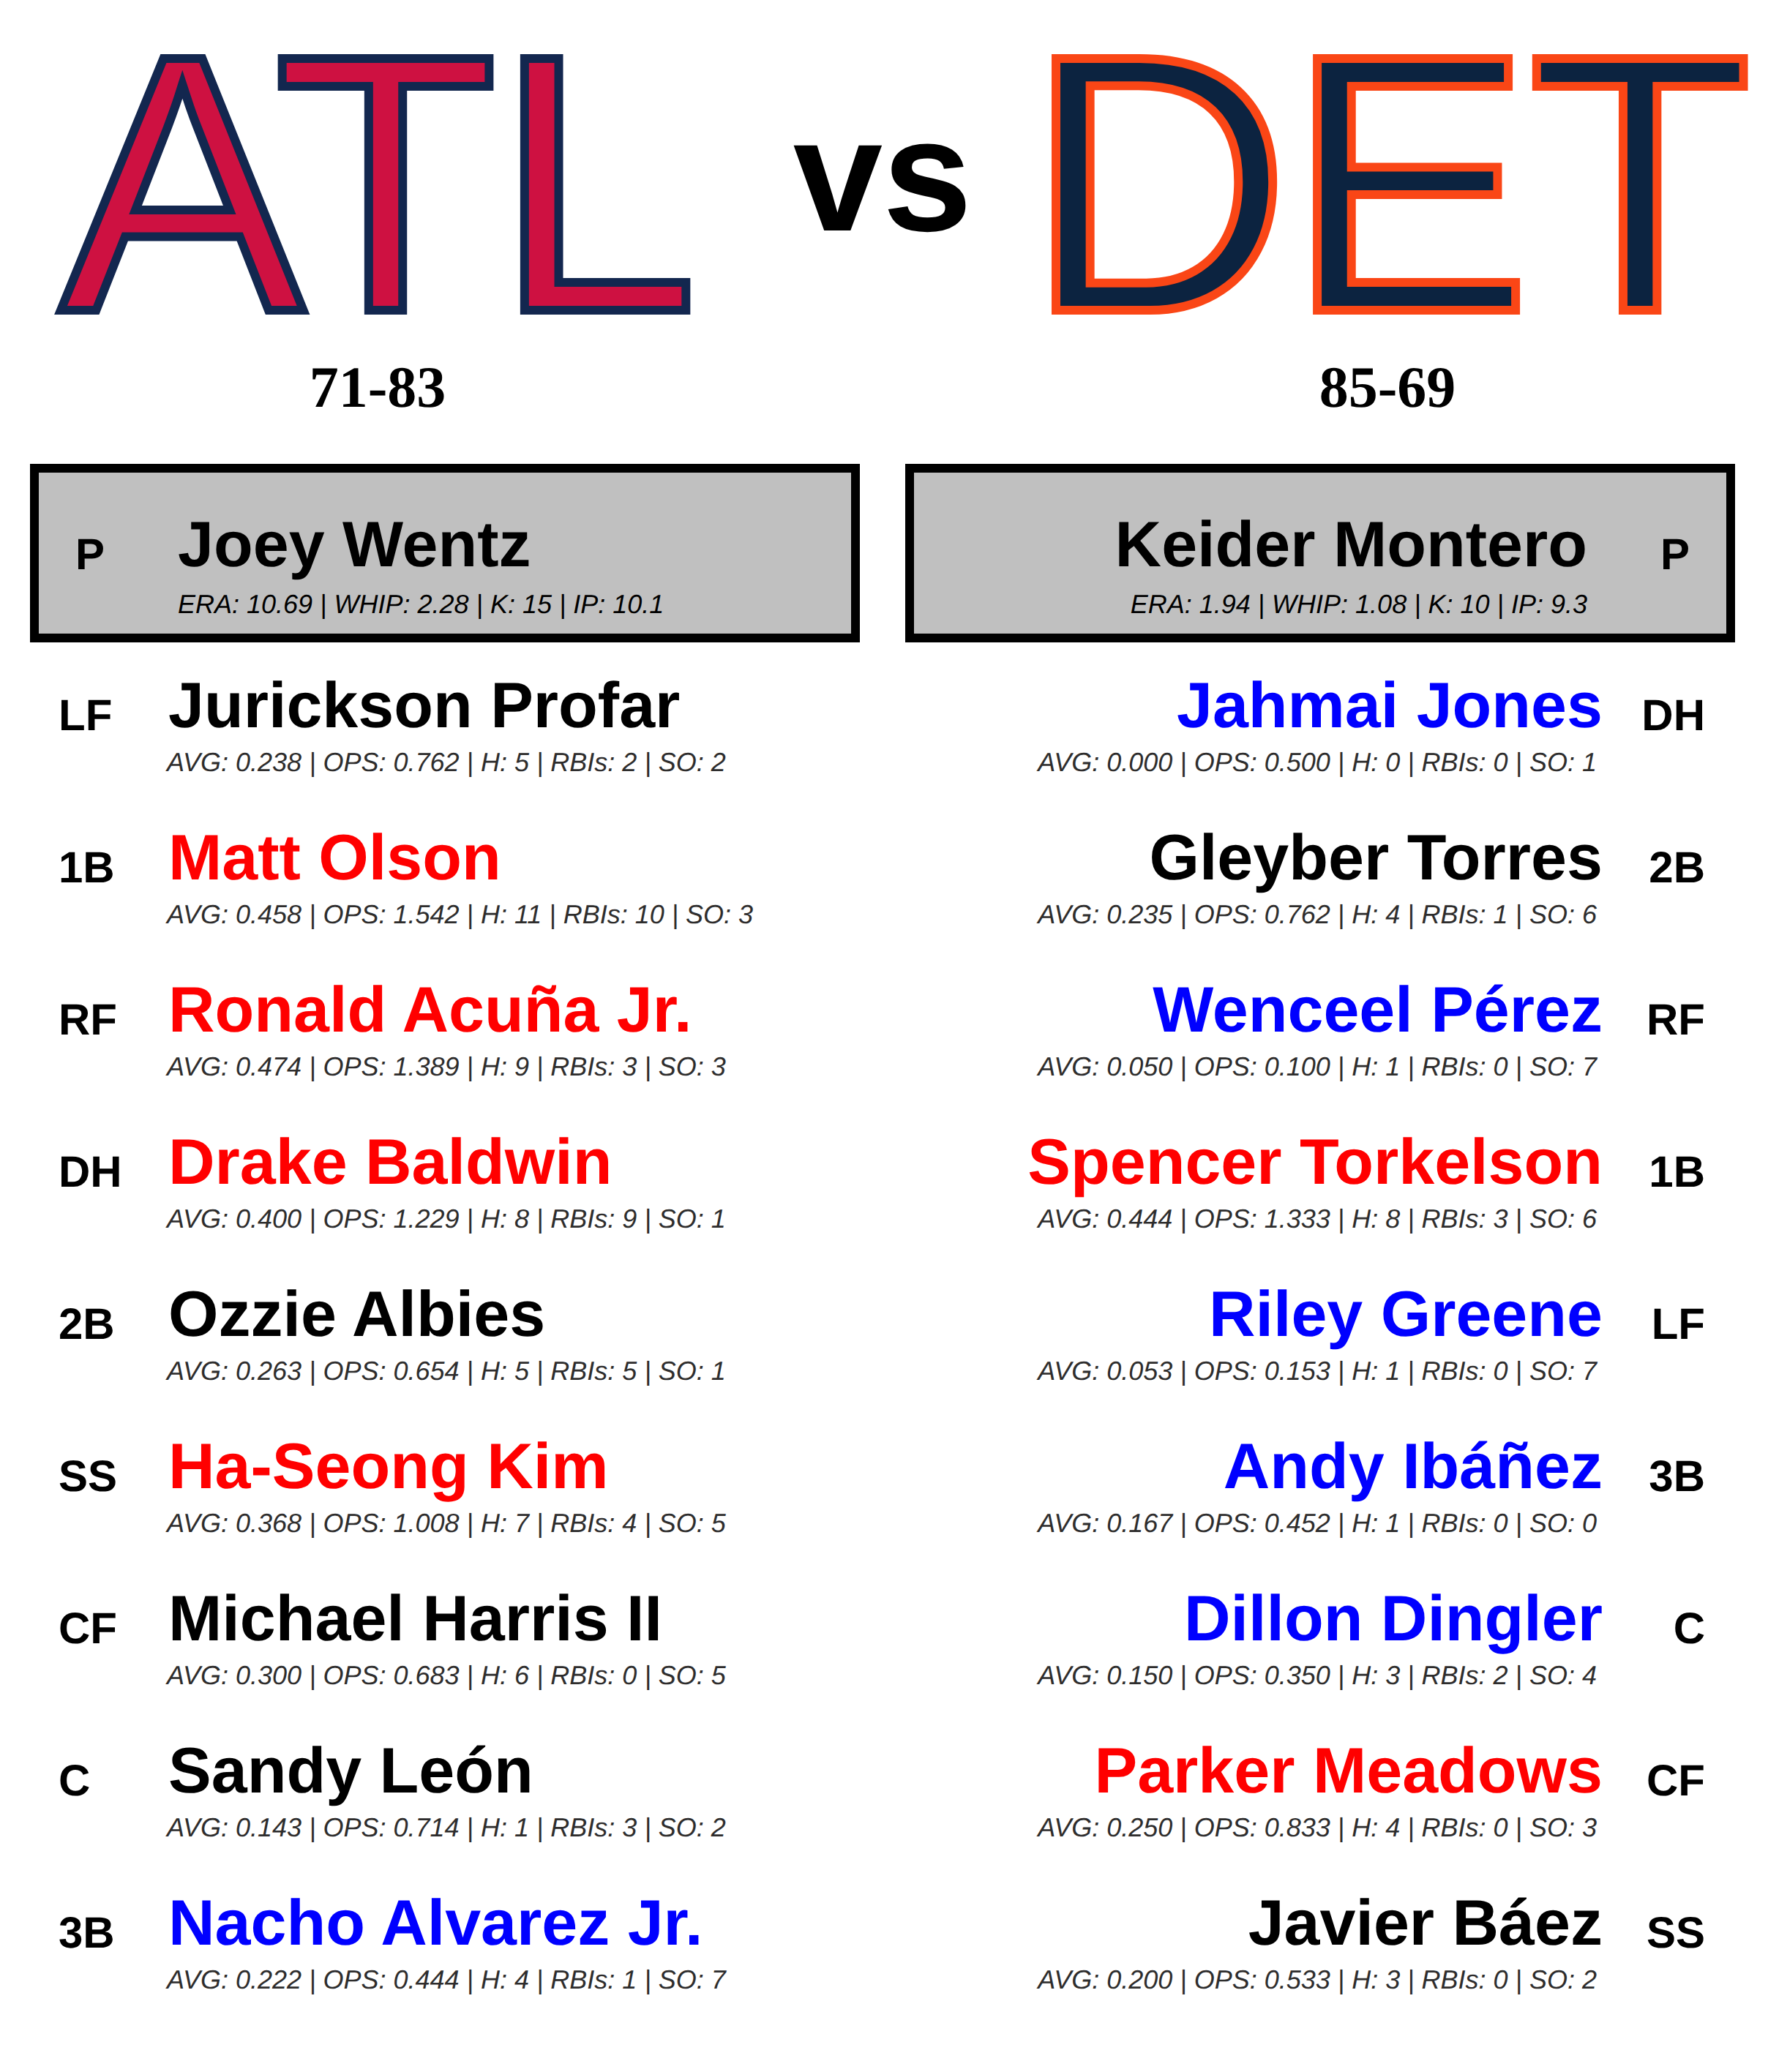 ATL vs DET
71-83 85-69
P Joey Wentz
ERA: 10.69 | WHIP: 2.28 | K: 15 | IP: 10.1
Keider Montero P
ERA: 1.94 | WHIP: 1.08 | K: 10 | IP: 9.3
LF Jurickson Profar
AVG: 0.238 | OPS: 0.762 | H: 5 | RBIs: 2 | SO: 2
1B Matt Olson
AVG: 0.458 | OPS: 1.542 | H: 11 | RBIs: 10 | SO: 3
RF Ronald Acuña Jr.
AVG: 0.474 | OPS: 1.389 | H: 9 | RBIs: 3 | SO: 3
DH Drake Baldwin
AVG: 0.400 | OPS: 1.229 | H: 8 | RBIs: 9 | SO: 1
2B Ozzie Albies
AVG: 0.263 | OPS: 0.654 | H: 5 | RBIs: 5 | SO: 1
SS Ha-Seong Kim
AVG: 0.368 | OPS: 1.008 | H: 7 | RBIs: 4 | SO: 5
CF Michael Harris II
AVG: 0.300 | OPS: 0.683 | H: 6 | RBIs: 0 | SO: 5
C Sandy León
AVG: 0.143 | OPS: 0.714 | H: 1 | RBIs: 3 | SO: 2
3B Nacho Alvarez Jr.
AVG: 0.222 | OPS: 0.444 | H: 4 | RBIs: 1 | SO: 7
Jahmai Jones DH
AVG: 0.000 | OPS: 0.500 | H: 0 | RBIs: 0 | SO: 1
Gleyber Torres 2B
AVG: 0.235 | OPS: 0.762 | H: 4 | RBIs: 1 | SO: 6
Wenceel Pérez RF
AVG: 0.050 | OPS: 0.100 | H: 1 | RBIs: 0 | SO: 7
Spencer Torkelson 1B
AVG: 0.444 | OPS: 1.333 | H: 8 | RBIs: 3 | SO: 6
Riley Greene LF
AVG: 0.053 | OPS: 0.153 | H: 1 | RBIs: 0 | SO: 7
Andy Ibáñez 3B
AVG: 0.167 | OPS: 0.452 | H: 1 | RBIs: 0 | SO: 0
Dillon Dingler C
AVG: 0.150 | OPS: 0.350 | H: 3 | RBIs: 2 | SO: 4
Parker Meadows CF
AVG: 0.250 | OPS: 0.833 | H: 4 | RBIs: 0 | SO: 3
Javier Báez SS
AVG: 0.200 | OPS: 0.533 | H: 3 | RBIs: 0 | SO: 2